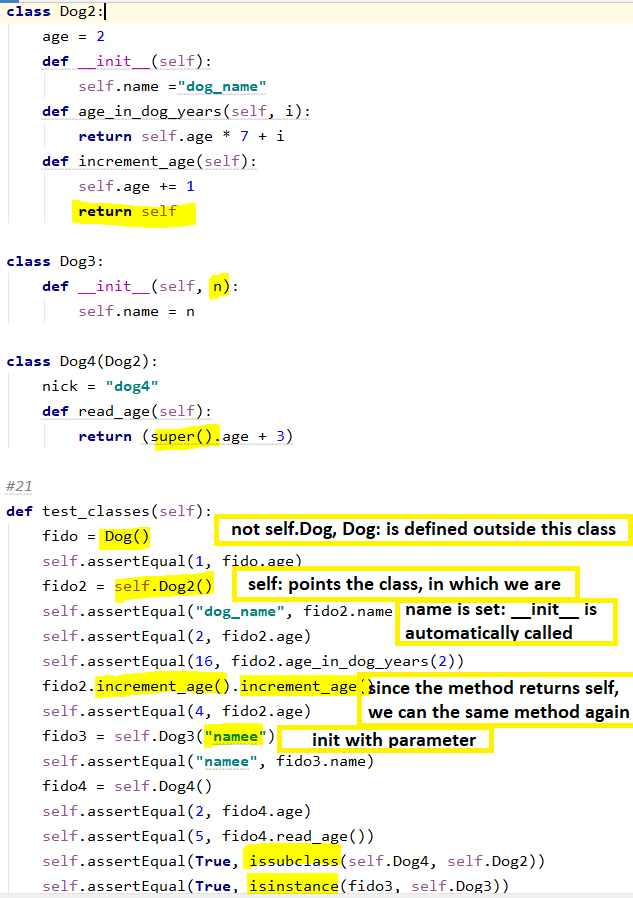 class Dog2:
    age = 2
    def __init__(self):
        self.name ="dog_name"
    def age_in_dog_years(self, i):
        return self.age * 7 + i
    def increment_age(self):
        self.age += 1
        return self
class Dog3:
    def __init__(self, n):
        self.name = n
class Dog4(Dog2):
    nick = "dog4"
    def read_age(self):
        return (super().age + 3)
#21
def test_classes(self):
    fido = Dog()
not self.Dog, Dog: is defined outside this class
    self.assertEqual(1, fido.age)
    fido2 = self.Dog2()
self: points the class, in which we are
    self.assertEqual("dog_name", fido2.name
name is set: __init__ is
automatically called
    self.assertEqual(2, fido2.age)
    self.assertEqual(16, fido2.age_in_dog_years(2))
    fido2.increment_age().increment_age()
since the method returns self,
we can the same method again
    self.assertEqual(4, fido2.age)
    fido3 = self.Dog3("namee")
init with parameter
    self.assertEqual("namee", fido3.name)
    fido4 = self.Dog4()
    self.assertEqual(2, fido4.age)
    self.assertEqual(5, fido4.read_age())
    self.assertEqual(True, issubclass(self.Dog4, self.Dog2))
    self.assertEqual(True, isinstance(fido3, self.Dog3))